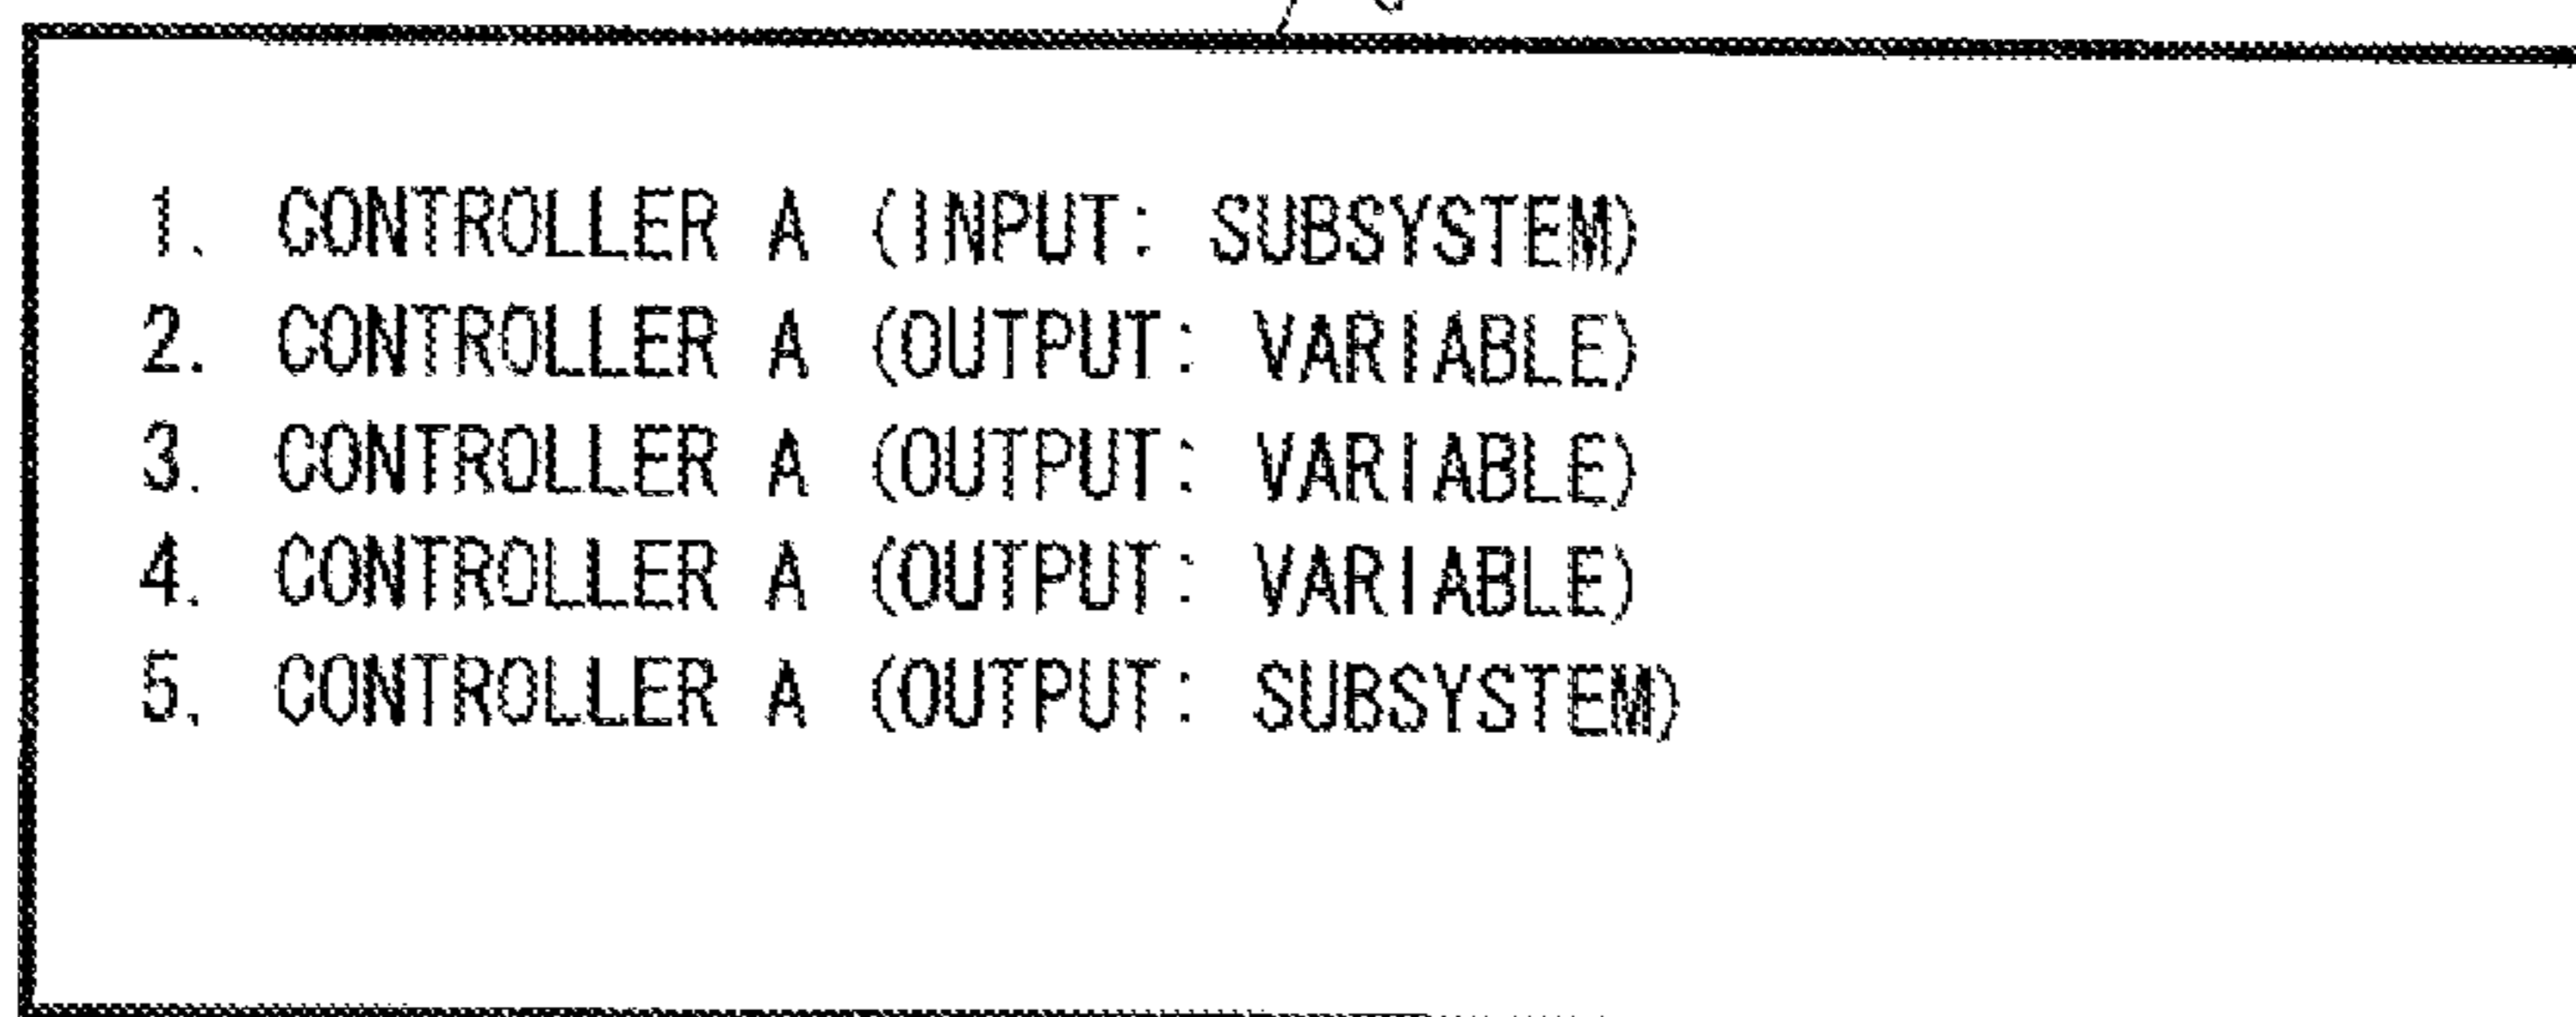 1. CONTROLLER A (INPUT: SUBSYSTEM)
2. CONTROLLER A (OUTPUT: VARIABLE)
3. CONTROLLER A (OUTPUT: VARIABLE)
4. CONTROLLER A (OUTPUT: VARIABLE)
5. CONTROLLER A (OUTPUT: SUBSYSTEM)